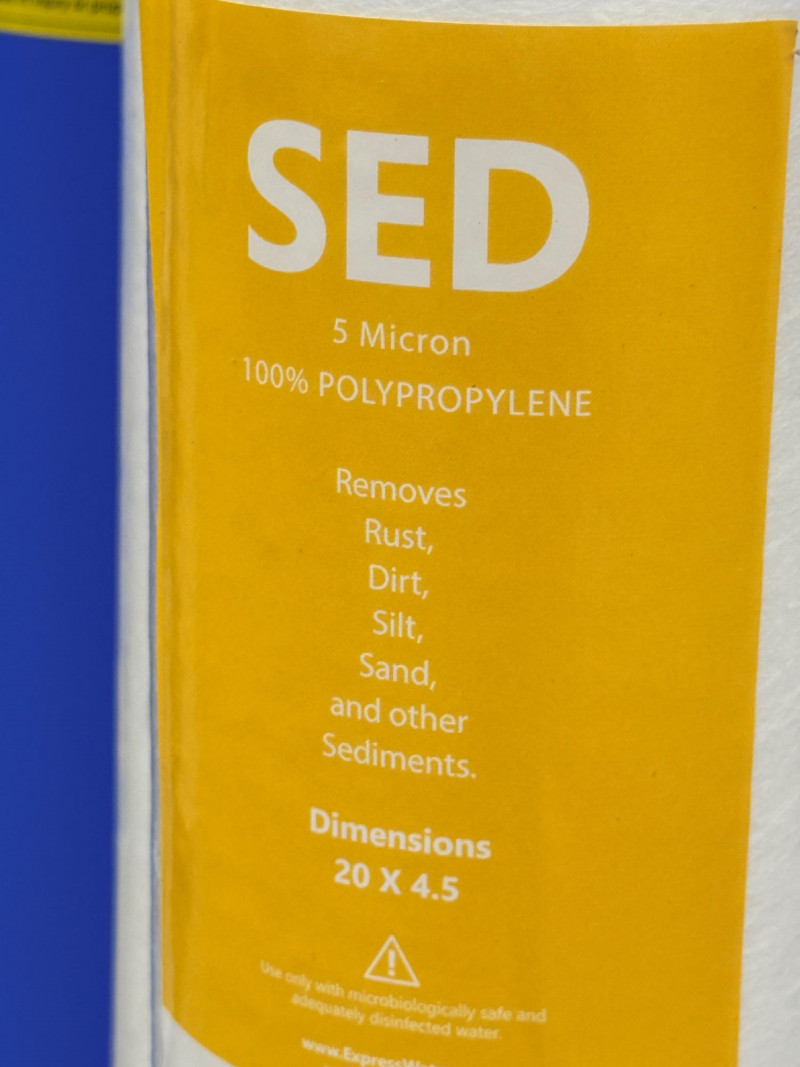 SED
5 Micron
100% POLYPROPYLENE
Removes
Rust,
Dirt,
Silt,
Sand,
and other
Sediments.
Dimensions
20 X 4.5
Use only with microbiologically safe and
adequately disinfected water.